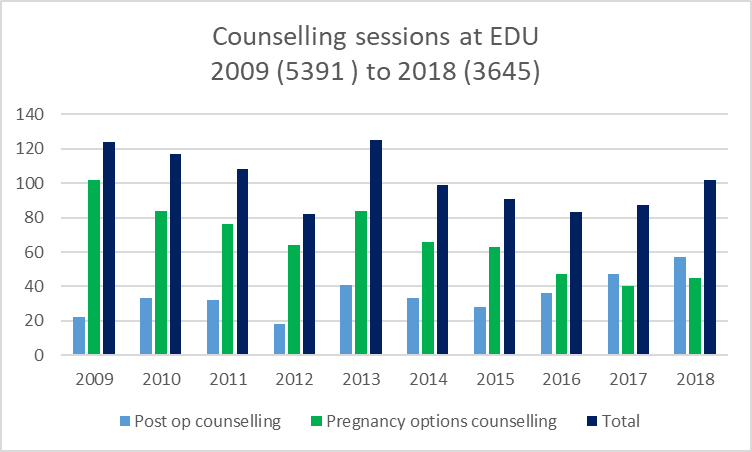 Counselling sessions at EDU
2009 (5391 ) to 2018 (3645)
140
120
100
80
60
40
20
0
2009 2010 2011 2012 2013 2014 2015 2016 2017 2018
Post op counselling Pregnancy options counselling Total